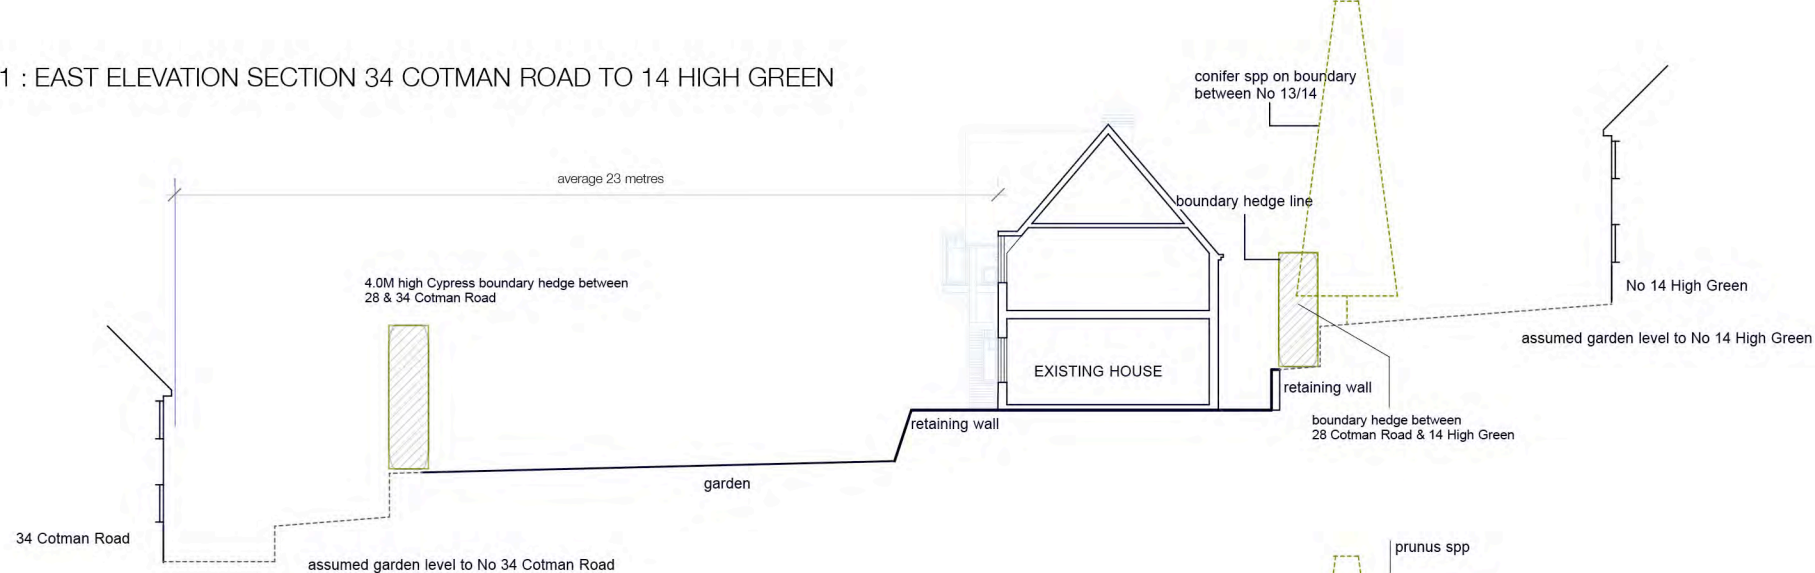 1 : EAST ELEVATION SECTION 34 COTMAN ROAD TO 14 HIGH GREEN
conifer spp on boundary
between No 13/14
average 23 metres
boundary hedge line
4.0M high Cypress boundary hedge between
28 & 34 Cotman Road
No 14 High Green
assumed garden level to No 14 High Green
EXISTING HOUSE
retaining wall
boundary hedge between
28 Cotman Road & 14 High Green
retaining wall
garden
34 Cotman Road
assumed garden level to No 34 Cotman Road
prunus spp